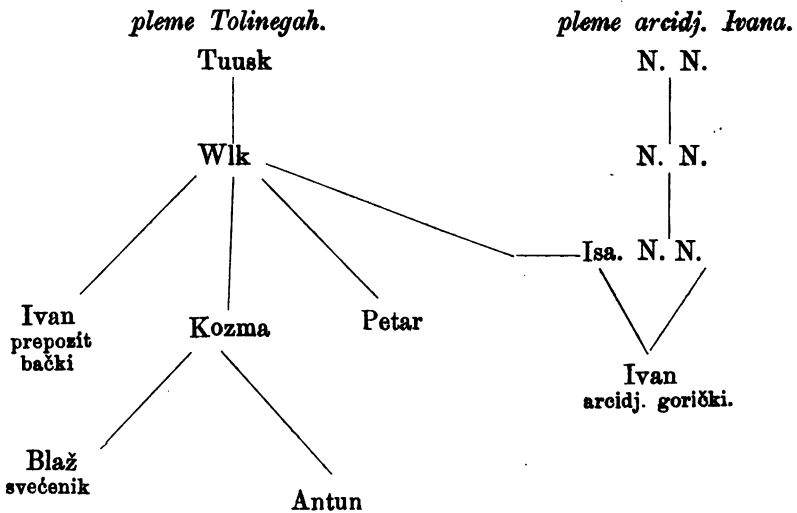 pleme Tolinegah.
pleme arcidj. Ivana.
Tuusk
N. N.
Wlk
N. N.
Isa. N. N.
Ivan
prepozit
bački
Kozma
Petar
Ivan
arcidj. gorički.
Blaž
svećenik
Antun